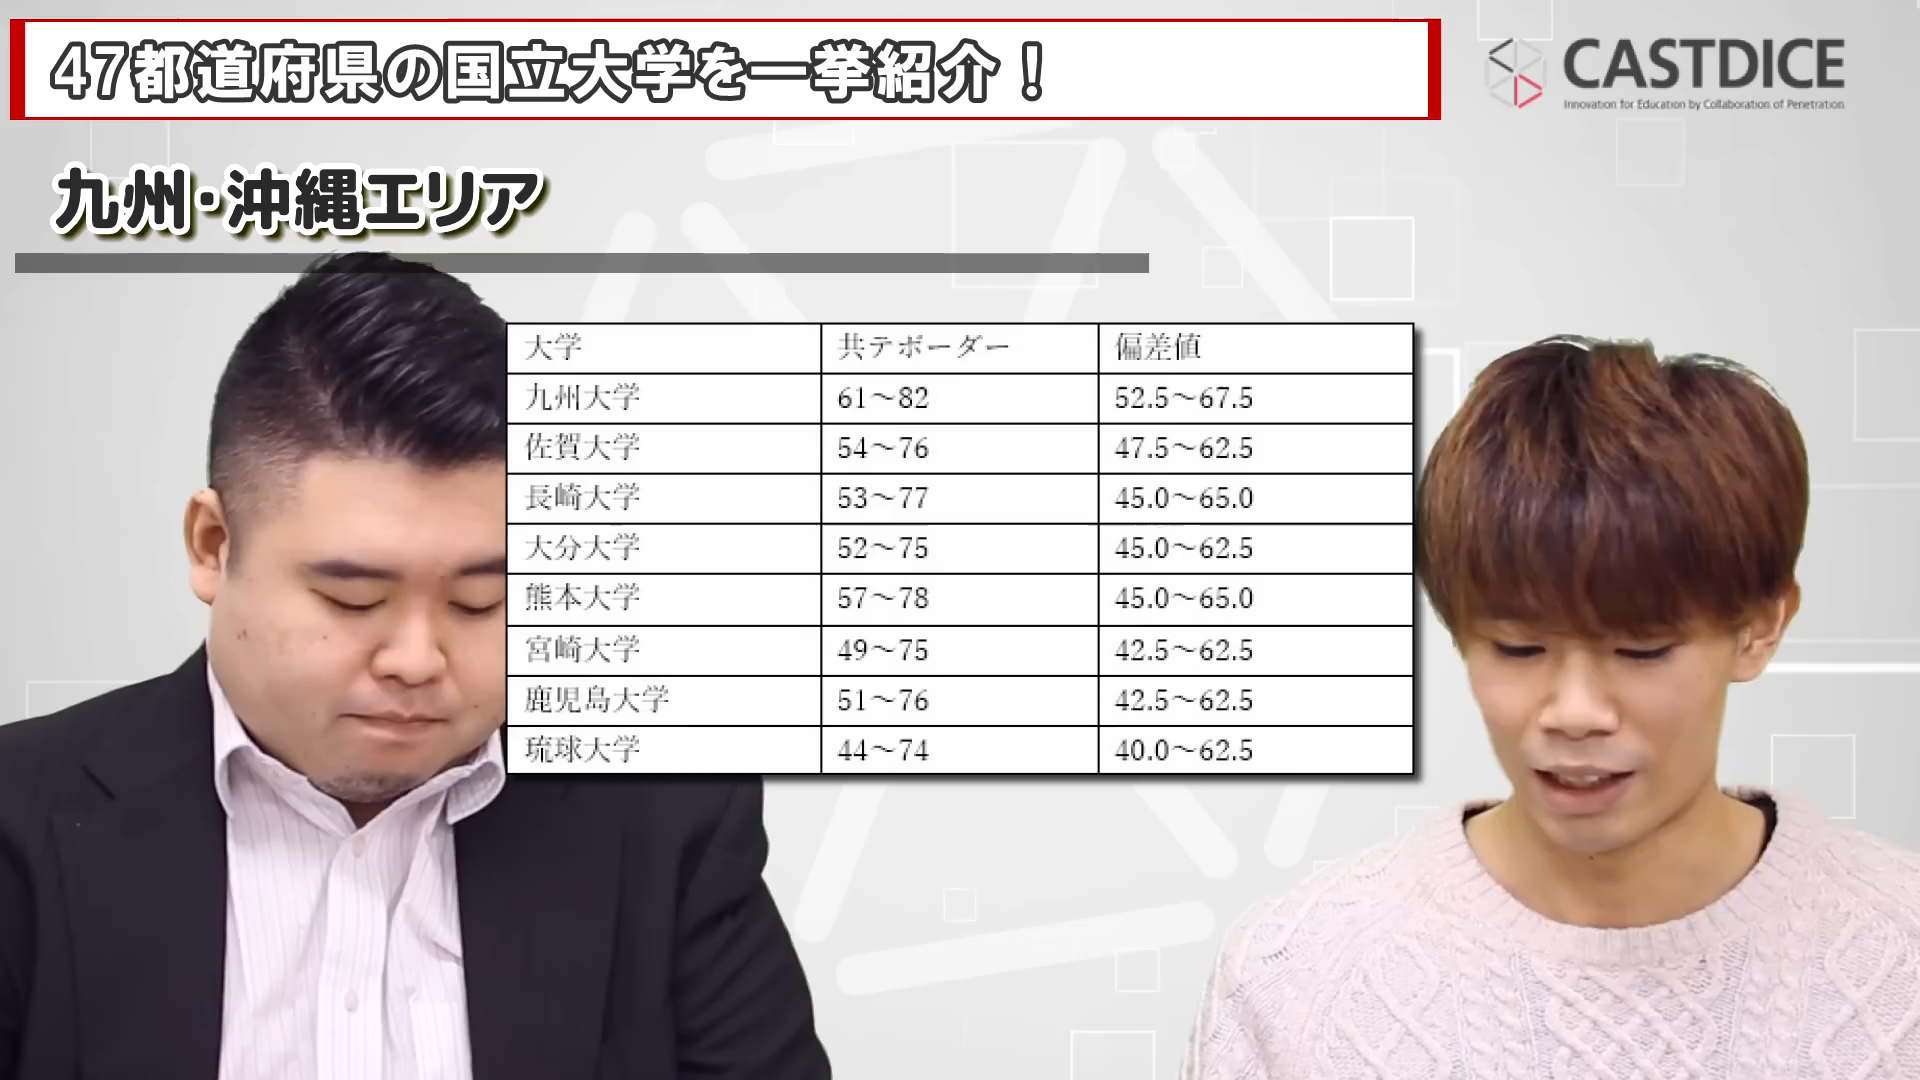 47都道府県の国立大学を一挙紹介！
CASTDICE
Innovation for Education by Collaboration of Penetration
九州・沖縄エリア
大学 共テボーダー 偏差値
九州大学 61～82 52.5～67.5
佐賀大学 54～76 47.5～62.5
長崎大学 53～77 45.0～65.0
大分大学 52～75 45.0～62.5
熊本大学 57～78 45.0～65.0
宮崎大学 49～75 42.5～62.5
鹿児島大学 51～76 42.5～62.5
琉球大学 44～74 40.0～62.5